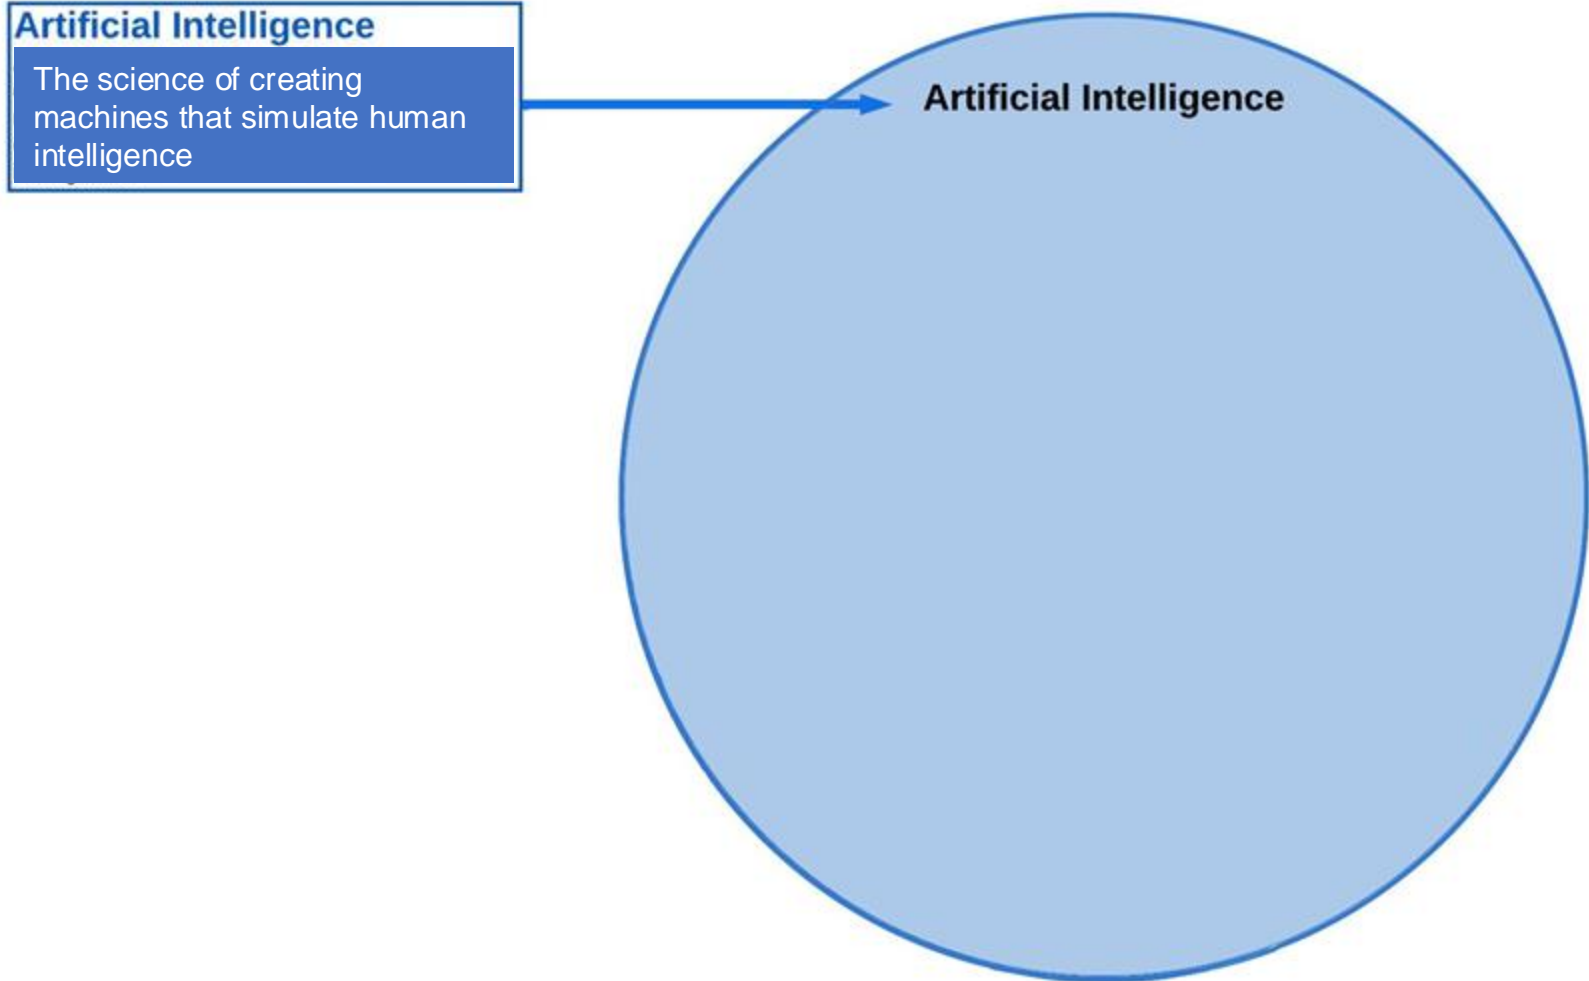 Artificial Intelligence
The science of creating
machines that simulate human
intelligence
Artificial Intelligence